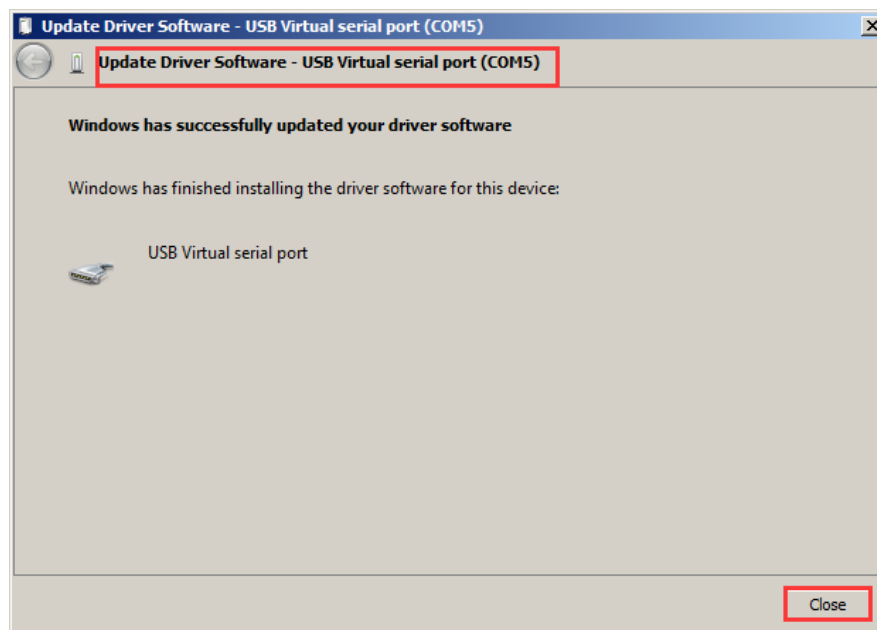 Update Driver Software - USB Virtual serial port (COM5)
Update Driver Software - USB Virtual serial port (COM5)
Windows has successfully updated your driver software
Windows has finished installing the driver software for this device:
USB Virtual serial port
Close